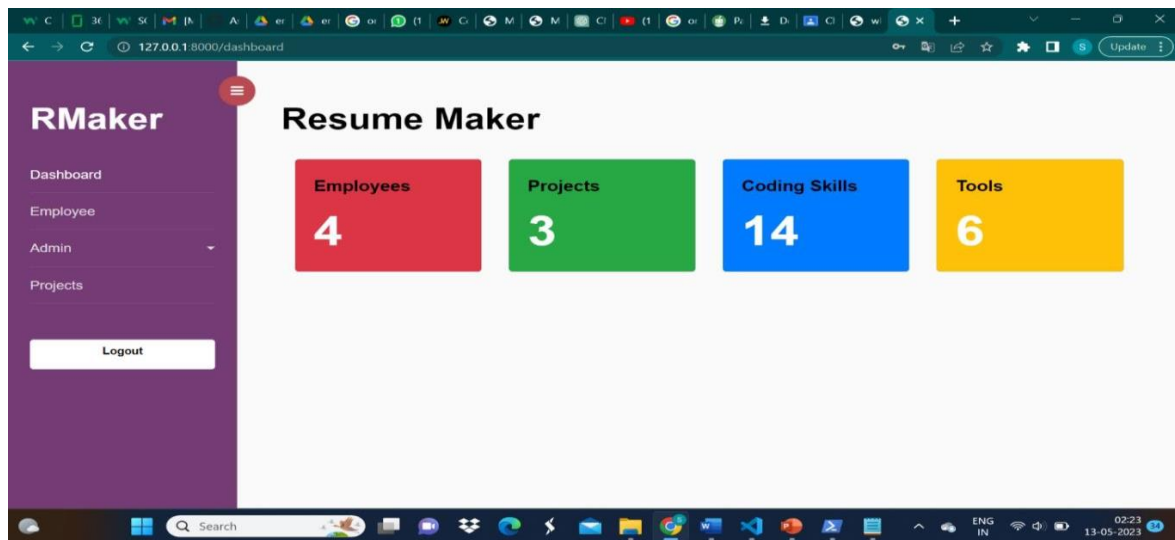 127.0.0.1:8000/dashboard
Update
RMaker
Dashboard
Employee
Admin
Projects
Logout
Resume Maker
Employees
4
Projects
3
Coding Skills
14
Tools
6
Search
ENG
IN
02:23
13-05-2023